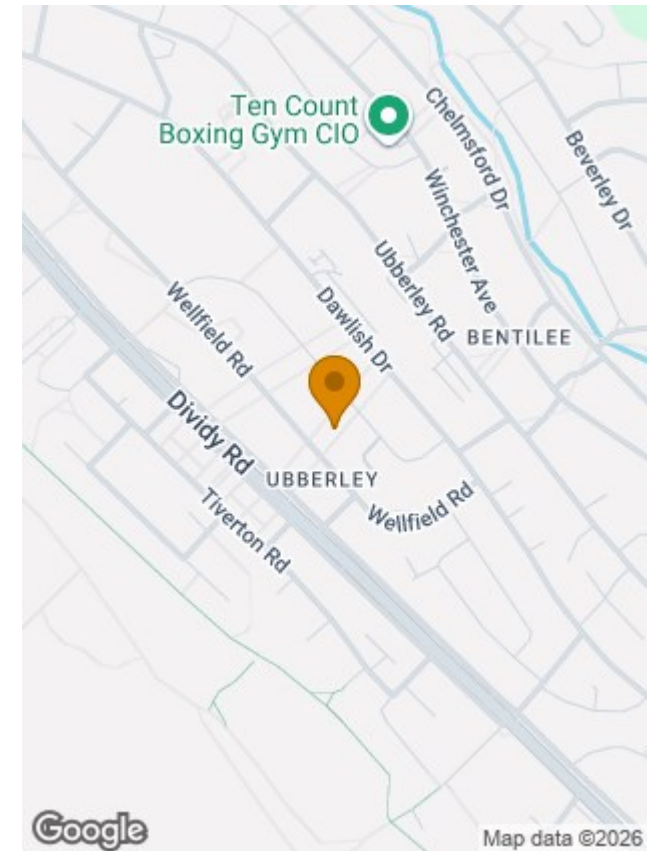 Ten Count
Boxing Gym CIO
Chelmsford Dr
Beverley Dr
Winchester Ave
Ubberley Rd
Dawlish Dr
BENTILEE
Wellfield Rd
Dividy Rd
UBBERLEY
Wellfield Rd
Tiverton Rd
Google
Map data ©2026